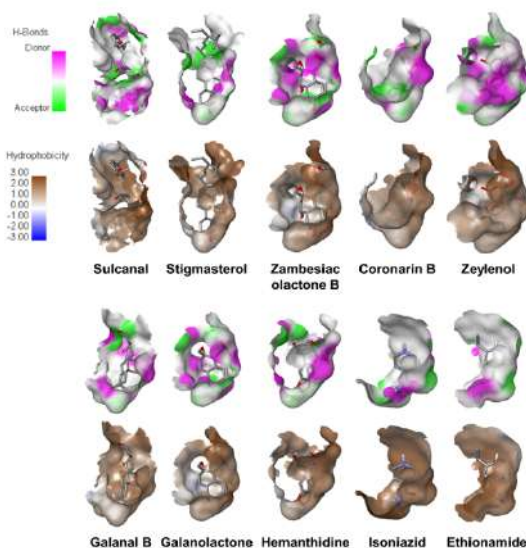 H-Bonds
Donor
Acceptor
Hydrophobicity
3.00
2.00
1.00
0.00
-1.00
-2.00
-3.00
Sulcanal Stigmasterol Zambesiac Coronarin B Zeylenol
olactone B
Galanal B Galanolactone Hemanthidine Isoniazid Ethionamide